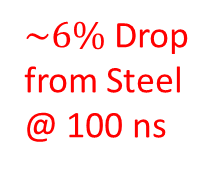 ~6% Drop
from Steel
@ 100 ns